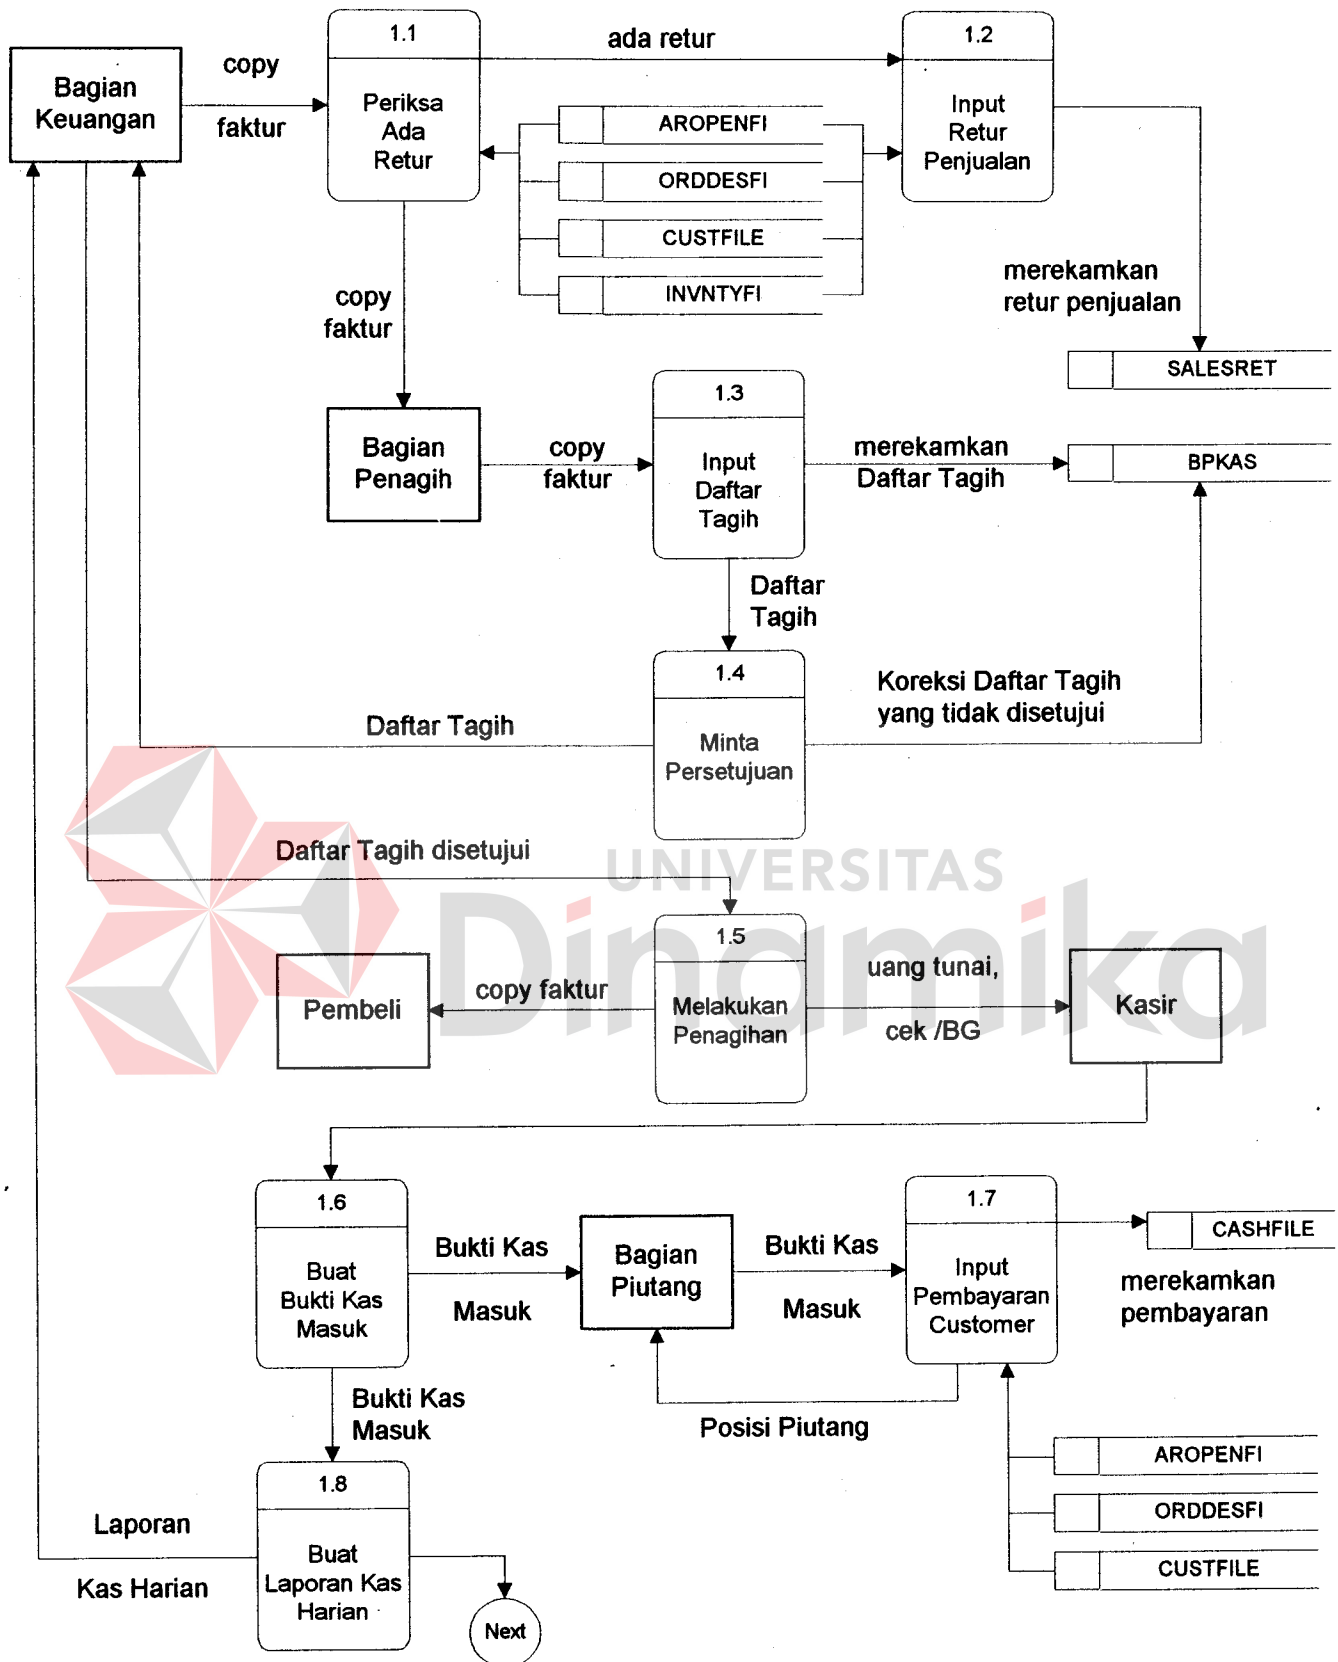 1.1
ada retur
1.2
copy
faktur
Bagian
Keuangan
Periksa
Ada
Retur
AROPENFI
ORDDESFI
CUSTFILE
INVNTYFI
Input
Retur
Penjualan
merekamkan
retur penjualan
copy
faktur
SALESRET
1.3
Bagian
Penagih
copy
faktur
Input
Daftar
Tagih
merekamkan
Daftar Tagih
BPKAS
Daftar
Tagih
1.4
Koreksi Daftar Tagih
yang tidak disetujui
Daftar Tagih
Minta
Persetujuan
Daftar Tagih disetujui
UNIVERSITAS
Dinamika
1.5
Pembeli
copy faktur
Melakukan
Penagihan
uang tunai,
cek /BG
Kasir
1.6
1.7
CASHFILE
Buat
Bukti Kas
Masuk
Bukti Kas
Masuk
Bagian
Piutang
Bukti Kas
Masuk
Input
Pembayaran
Customer
merekamkan
pembayaran
Bukti Kas
Masuk
Posisi Piutang
AROPENFI
ORDDESFI
CUSTFILE
1.8
Laporan
Kas Harian
Buat
Laporan Kas
Harian
Next